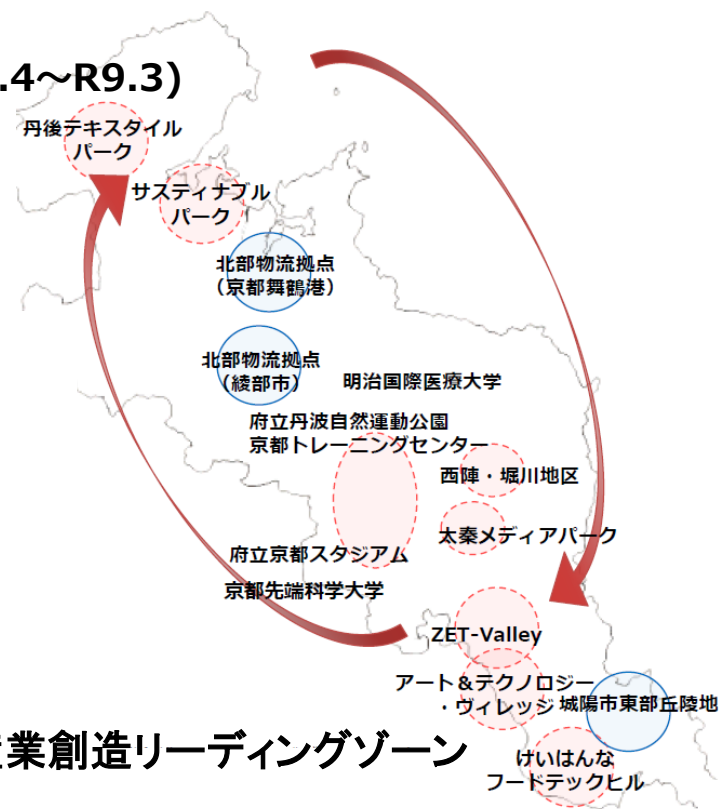 .4～R9.3)
丹後テキスタイル
パーク
サスティナブル
パーク
北部物流拠点
（京都舞鶴港）
北部物流拠点
（綾部市）
明治国際医療大学
府立丹波自然運動公園
京都トレーニングセンター
西陣・堀川地区
太秦メディアパーク
府立京都スタジアム
京都先端科学大学
ZET-Valley
アート＆テクノロジー
・ヴィレッジ
城陽市東部丘陵地
業創造リーディングゾーン
けいはんな
フードテックヒル